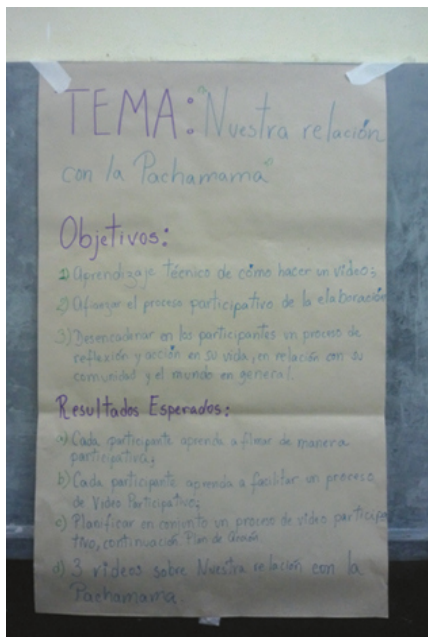 TEMA: "Nuestra relación
con la Pachamama"
Objetivos:
1) Aprendizaje técnico de cómo hacer un video;
2) Afianzar el proceso participativo de la elaboración
3) Desencadenar en los participantes un proceso de
reflexión y acción en su vida, en relación con su
comunidad y el mundo en general.
Resultados Esperados:
a) Cada participante aprenda a filmar de manera
participativa;
b) Cada participante aprenda a facilitar un proceso
de Video Participativo;
c) Planificar en conjunto un proceso de video participa
tivo, continuación Plan de Acción
d) 3 videos sobre Nuestra relación con la
Pachamama.